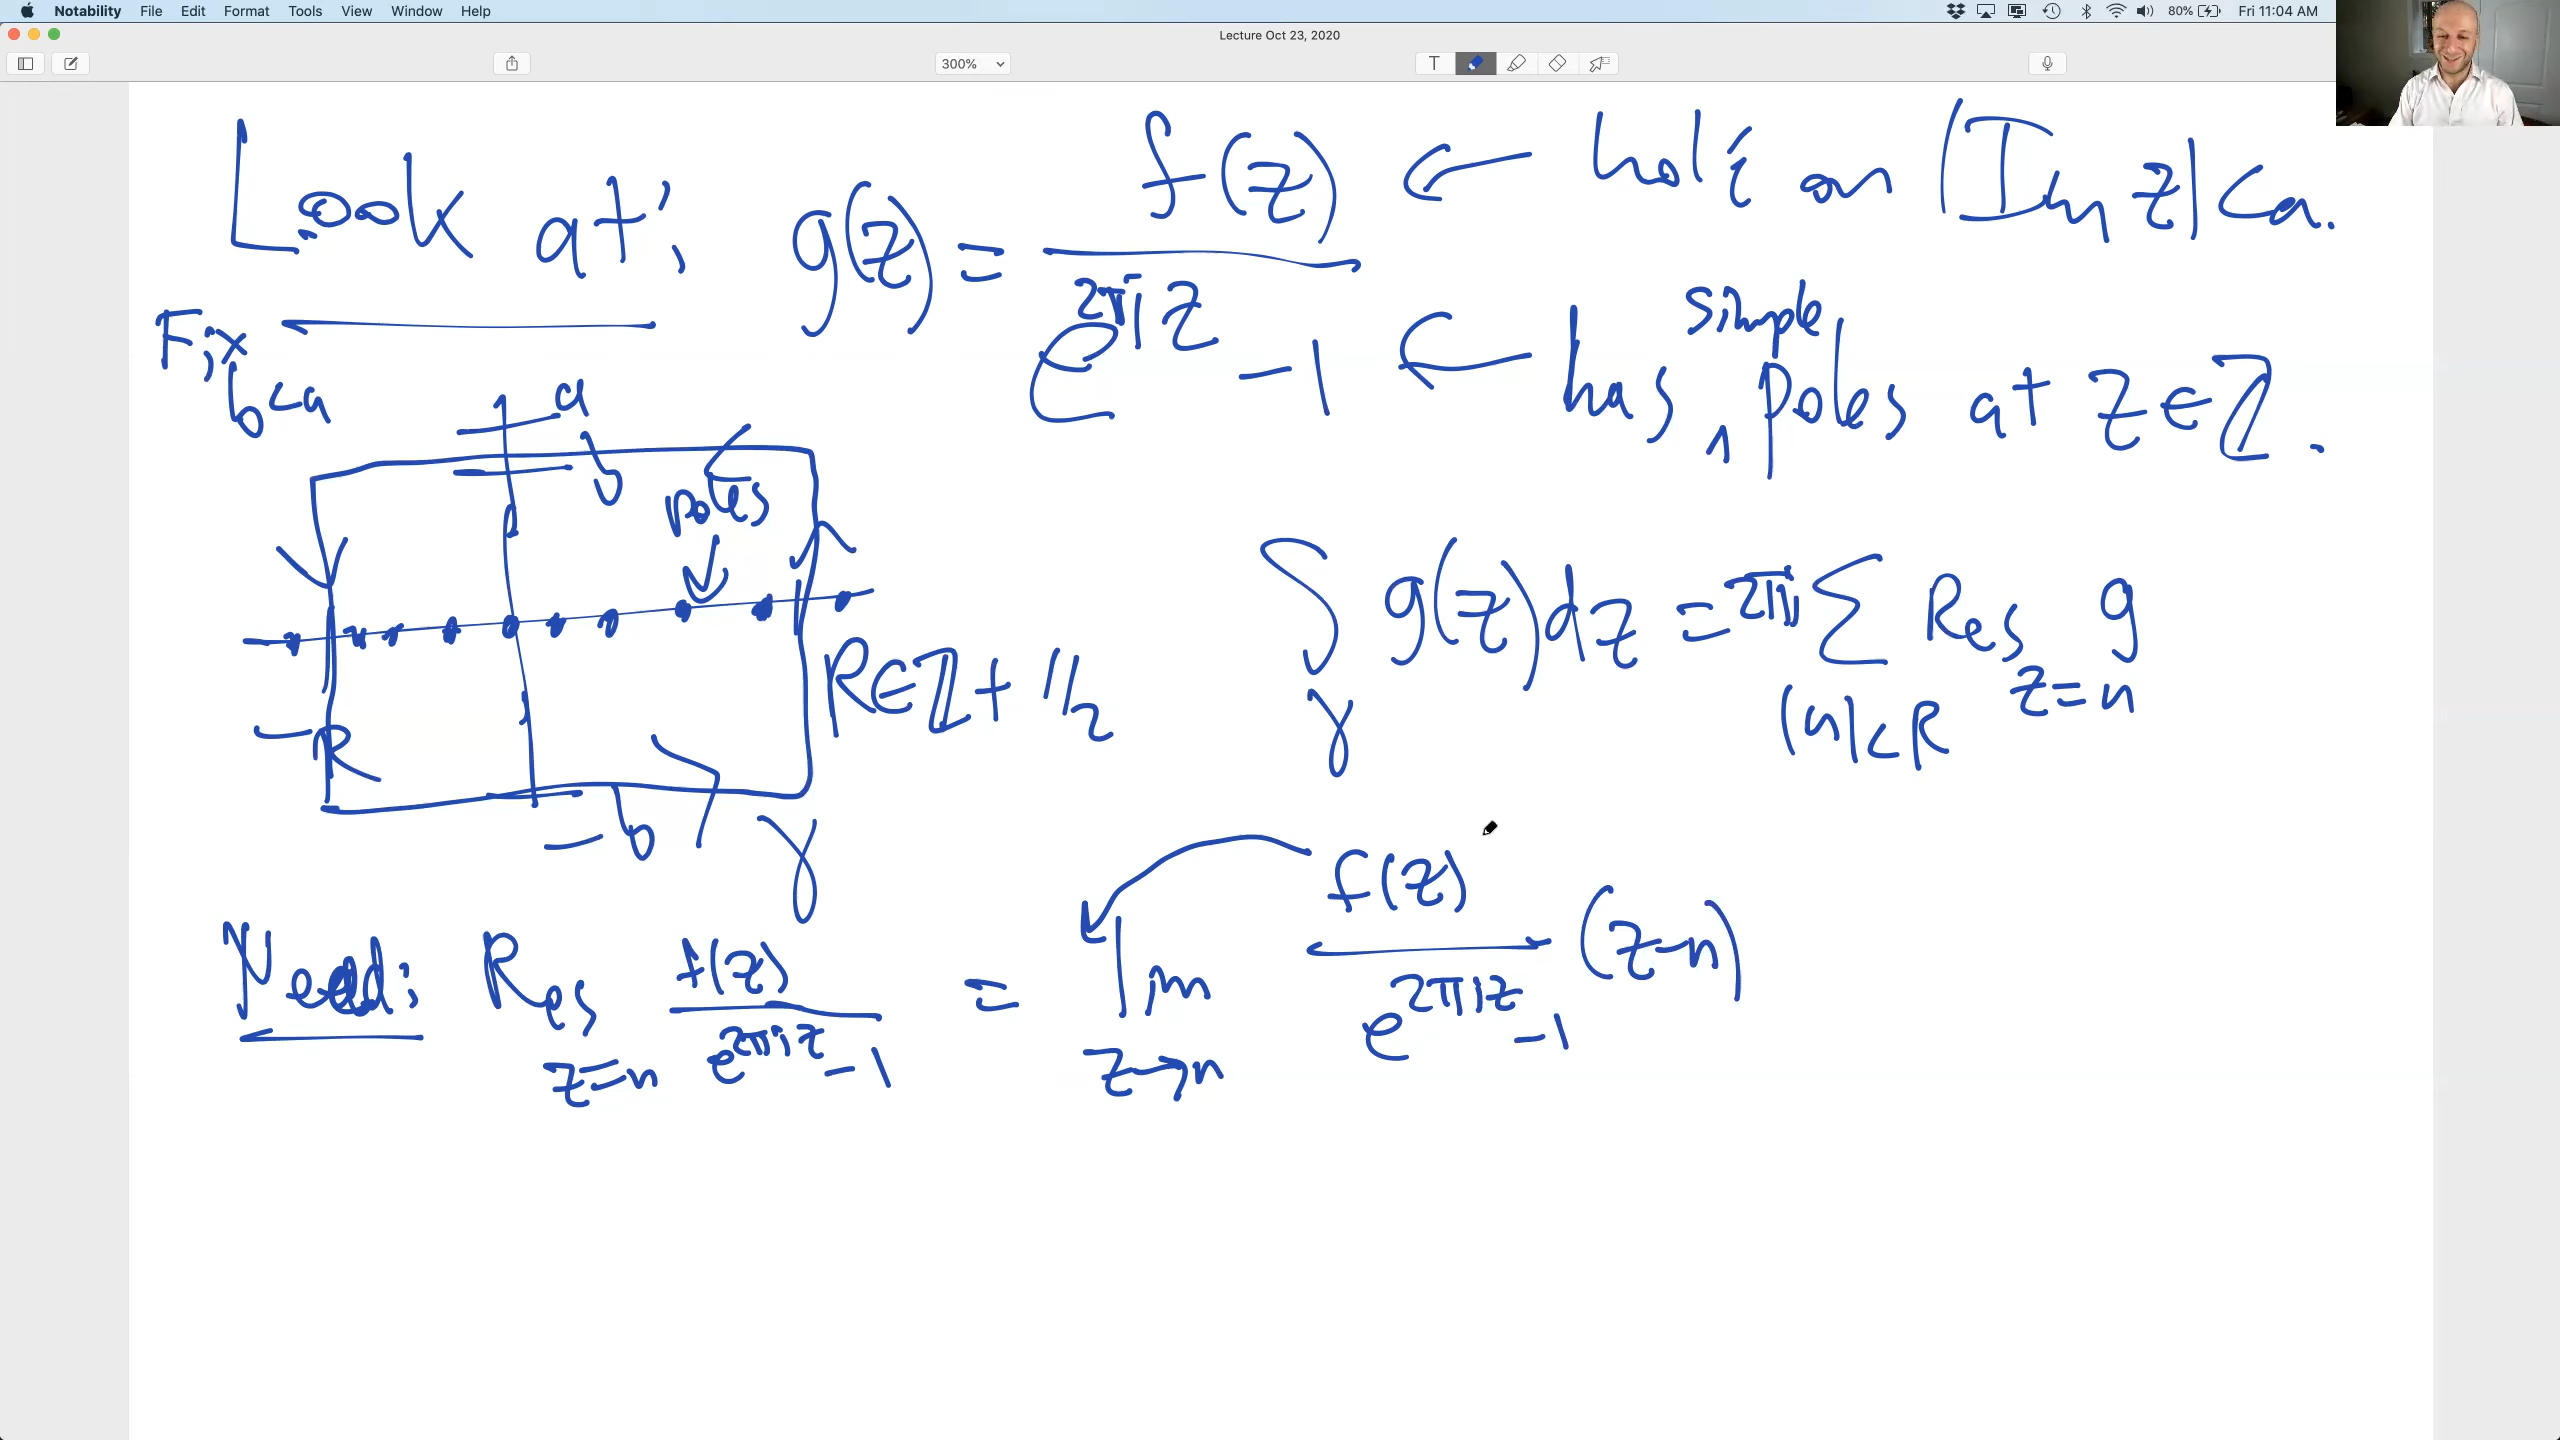 Notability File Edit Format Tools View Window Help 80% Fri 11:04 AM
Lecture Oct 23, 2020
300% T
Look at: g(z) = f(z) / (e^{2πiz} - 1)
← hol'c on |Im z| < a.
← has simple poles at z ∈ ℤ.
Fix b<a
a
b
poles
-R
R ∈ ℤ + 1/2
-b
γ
∫_γ g(z) dz = 2πi Σ_{|n|<R} Res_{z=n} g
Need: Res_{z=n} f(z) / (e^{2πiz} - 1) = lim_{z→n} f(z) / (e^{2πiz} - 1) (z-n)